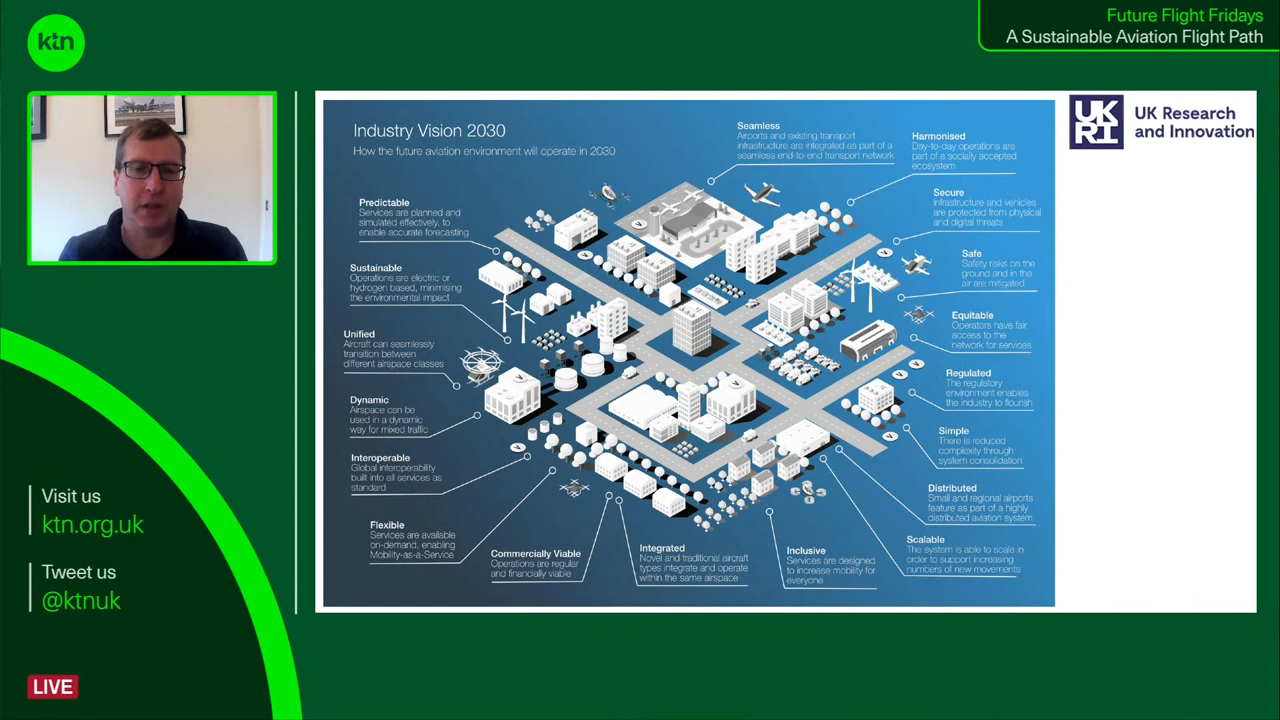 ktn
Future Flight Fridays
A Sustainable Aviation Flight Path
UK
RI
UK Research
and Innovation
Industry Vision 2030
How the future aviation environment will operate in 2030
Seamless
Airports and existing transport
infrastructure are integrated as part of a
seamless end-to-end transport network
Harmonised
Day-to-day operations are
part of a socially accepted
ecosystem
Predictable
Services are planned and
simulated effectively, to
enable accurate forecasting
Secure
Infrastructure and vehicles
are protected from physical
and digital threats
Sustainable
Operations are electric or
hydrogen based, minimising
the environmental impact
Safe
Safety risks on the
ground and in the
air are mitigated
Unified
Aircraft can seamlessly
transition between
different airspace classes
Equitable
Operators have fair
access to the
network for services
Dynamic
Airspace can be
used in a dynamic
way for mixed traffic
Regulated
The regulatory
environment enables
the industry to flourish
Interoperable
Global interoperability
built into all services as
standard
Simple
There is reduced
complexity through
system consolidation
Flexible
Services are available
on-demand, enabling
Mobility-as-a-Service
Distributed
Small and regional airports
feature as part of a highly
distributed aviation system
Commercially Viable
Operations are regular
and financially viable
Integrated
Novel and traditional aircraft
types integrate and operate
within the same airspace
Inclusive
Services are designed
to increase mobility for
everyone
Scalable
The system is able to scale in
order to support increasing
numbers of new movements
Visit us
ktn.org.uk
Tweet us
@ktnuk
LIVE